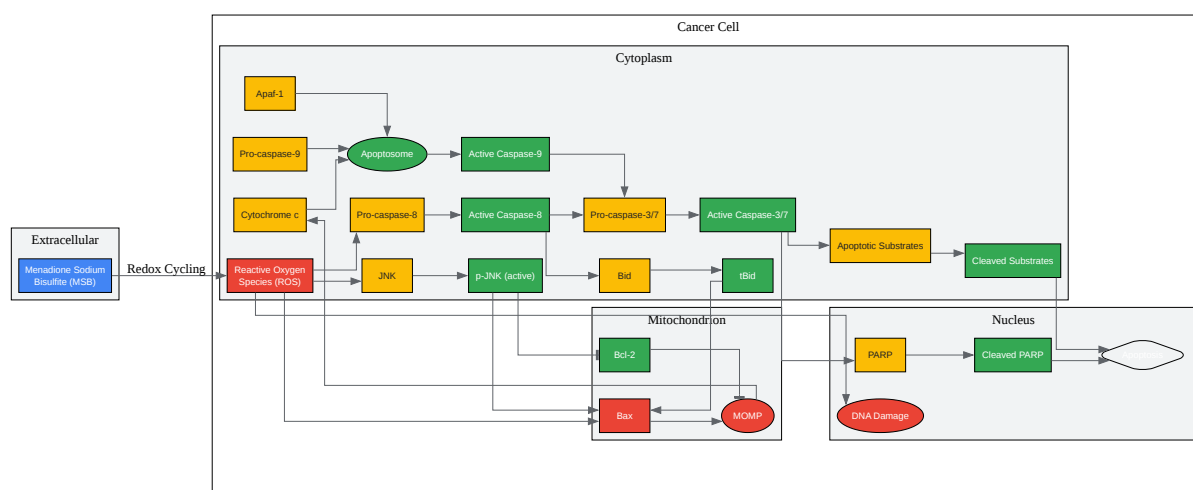 Cancer Cell
Cytoplasm
Apaf-1
Pro-caspase-9
Apoptosome
Active Caspase-9
Cytochrome c
Pro-caspase-8
Active Caspase-8
Pro-caspase-3/7
Active Caspase-3/7
Extracellular
Menadione Sodium
Bisulfite (MSB)
Redox Cycling
Reactive Oxygen
Species (ROS)
JNK
p-JNK (active)
Bid
tBid
Apoptotic Substrates
Cleaved Substrates
Mitochondrion
Nucleus
Bcl-2
PARP
Cleaved PARP
Apoptosis
Bax
MOMP
DNA Damage